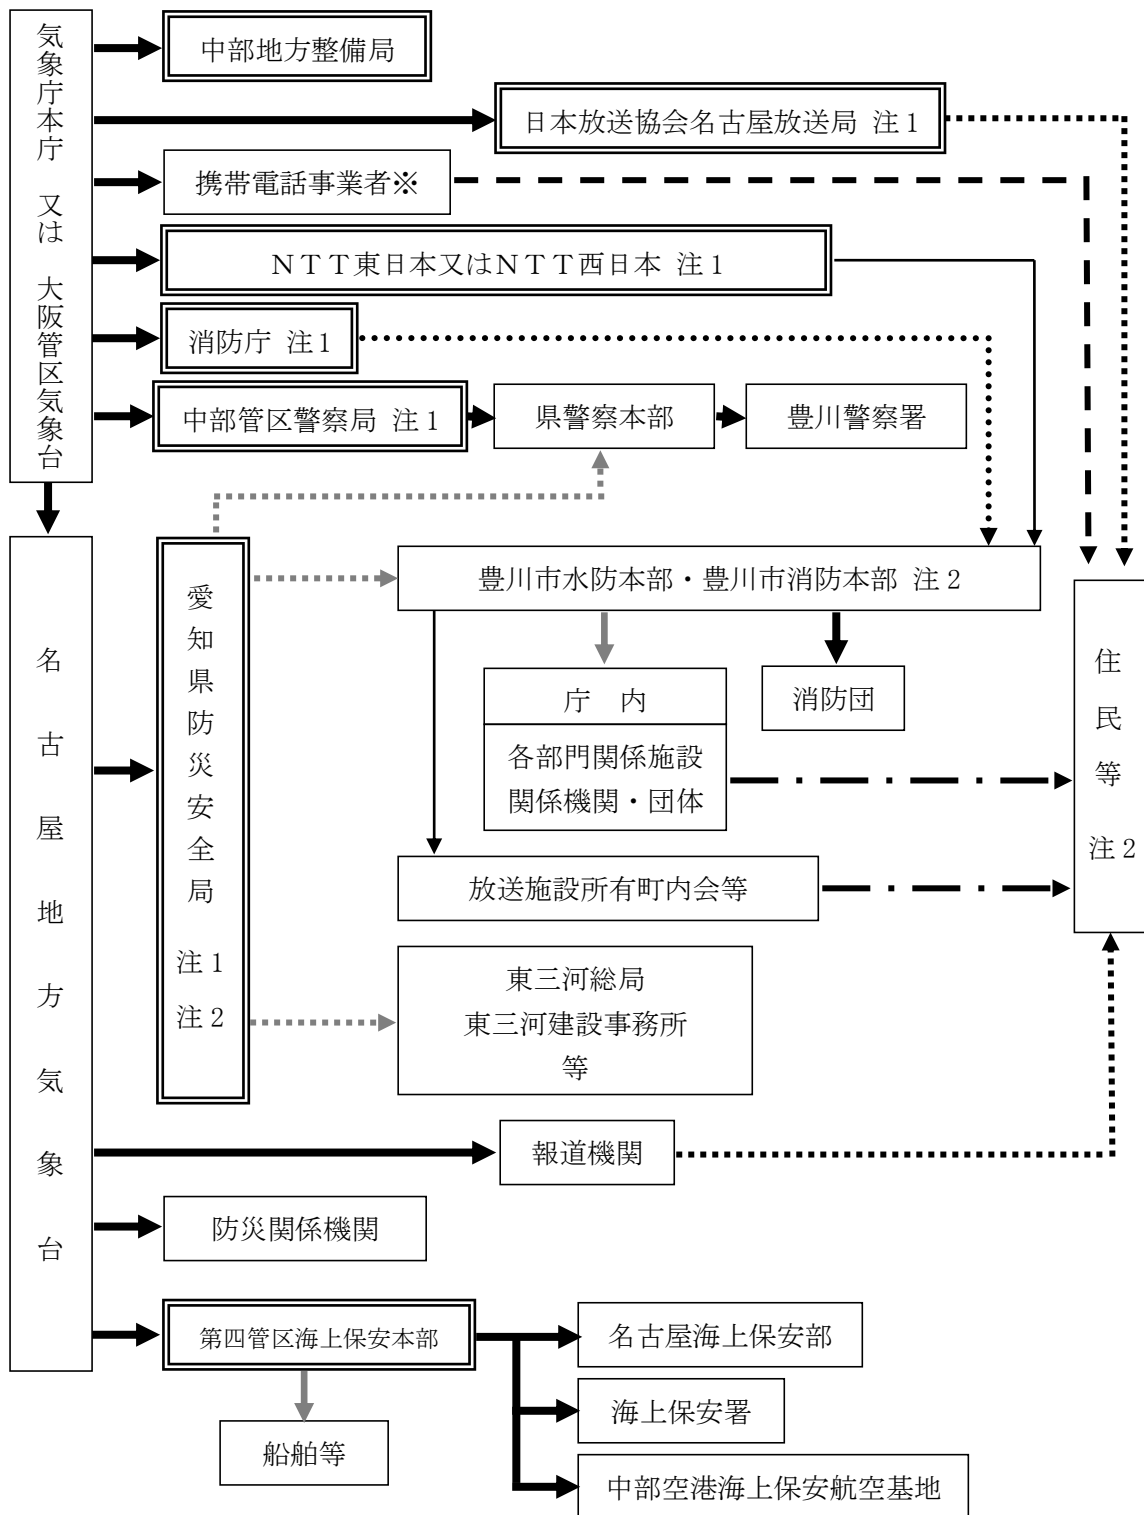 気象庁本庁 又は 大阪管区気象台
中部地方整備局
日本放送協会名古屋放送局 注1
携帯電話事業者※
ＮＴＴ東日本又はＮＴＴ西日本 注1
消防庁 注1
中部管区警察局 注1
県警察本部
豊川警察署
名古屋地方気象台
愛知県防災安全局
注1
注2
豊川市水防本部・豊川市消防本部 注2
庁 内
各部門関係施設
関係機関・団体
消防団
住民等
注2
放送施設所有町内会等
東三河総局
東三河建設事務所
等
報道機関
防災関係機関
第四管区海上保安本部
名古屋海上保安部
海上保安署
船舶等
中部空港海上保安航空基地